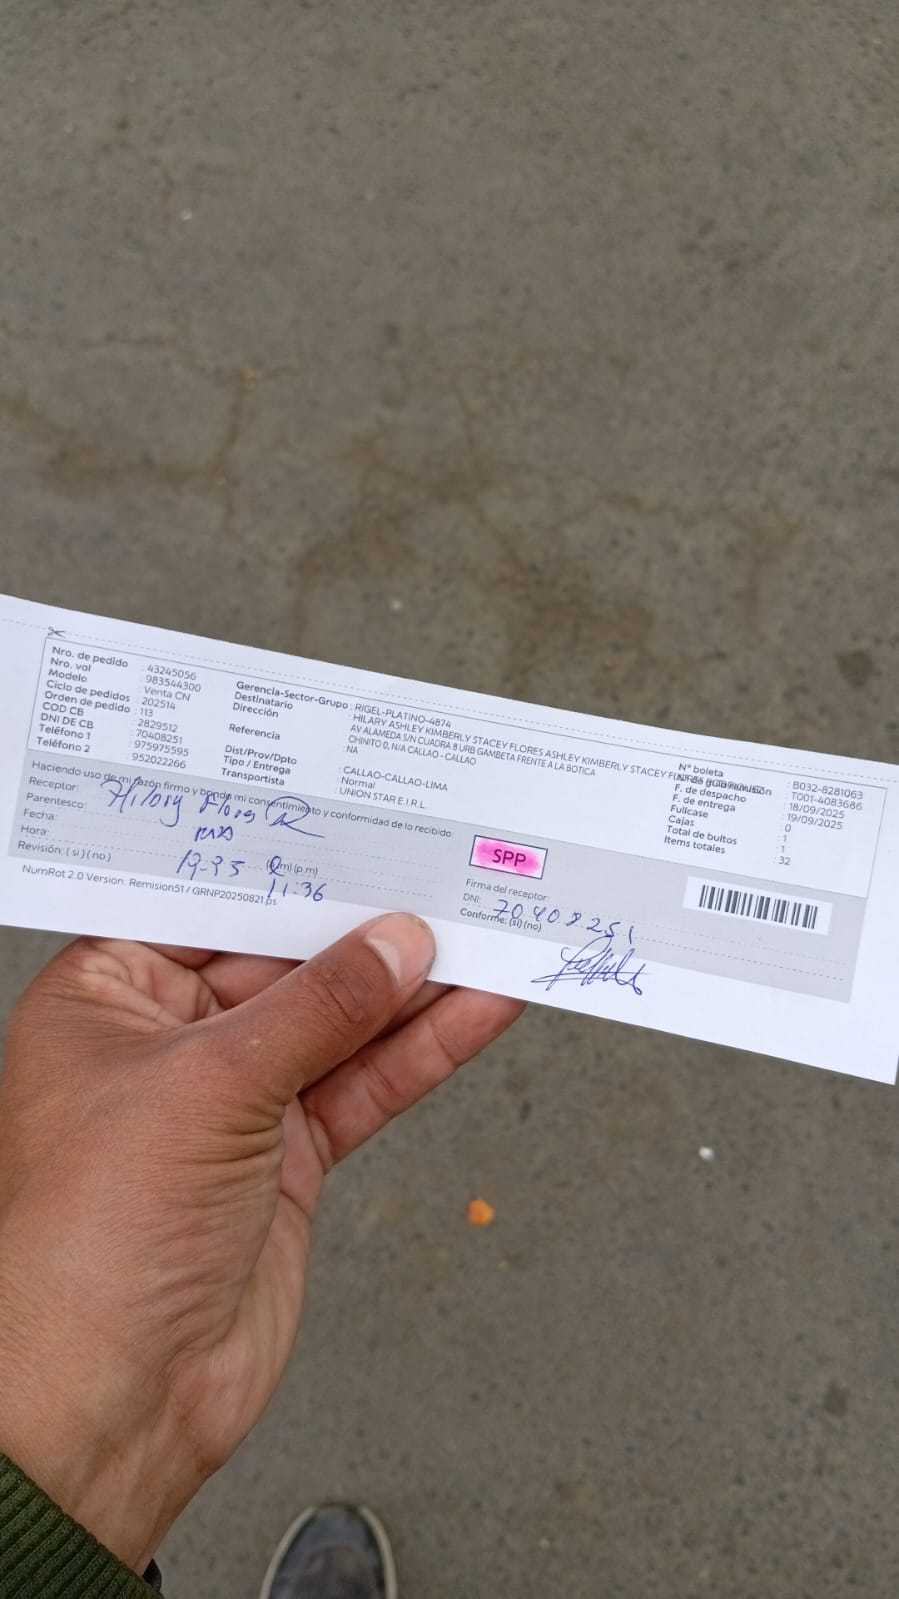 Nro. de pedido : 43245056
Nro. vol : 983544300
Modelo : Venta CN
Ciclo de pedidos : 202514
Orden de pedido : 113
COD CB : 2829512
DNI DE CB : 70408251
Teléfono 1 : 975975595
Teléfono 2 : 952022266
Gerencia-Sector-Grupo : RIGEL-PLATINO-4874
Destinatario : HILARY ASHLEY KIMBERLY STACEY FLORES ASHLEY KIMBERLY STACEY
Dirección : AV ALAMEDA S/N CUADRA 8 URB GAMBETA FRENTE A LA BOTICA
CHINITO 0, N/A CALLAO - CALLAO
Referencia : NA
Dist/Prov/Dpto : CALLAO-CALLAO-LIMA
Tipo / Entrega : Normal
Transportista : UNION STAR E.I.R.L.
N° boleta : B032-8281063
: T001-4083686
F. de despacho : 18/09/2025
F. de entrega : 19/09/2025
Fullcase : 0
Cajas : 1
Total de bultos : 1
Items totales : 32
Haciendo uso de mi razón firmo y brindo mi consentimiento y conformidad de lo recibido
Receptor: Hilary Flores R
Parentesco:
Fecha: 19-
Hora: (a.m) (p.m) 11:36
Revisión: ( si ) ( no )
NumRot 2.0 Version: Remision51 / GRNP20250821.ps
SPP
Firma del receptor:
DNI: 70408251
Conforme: (si) (no)